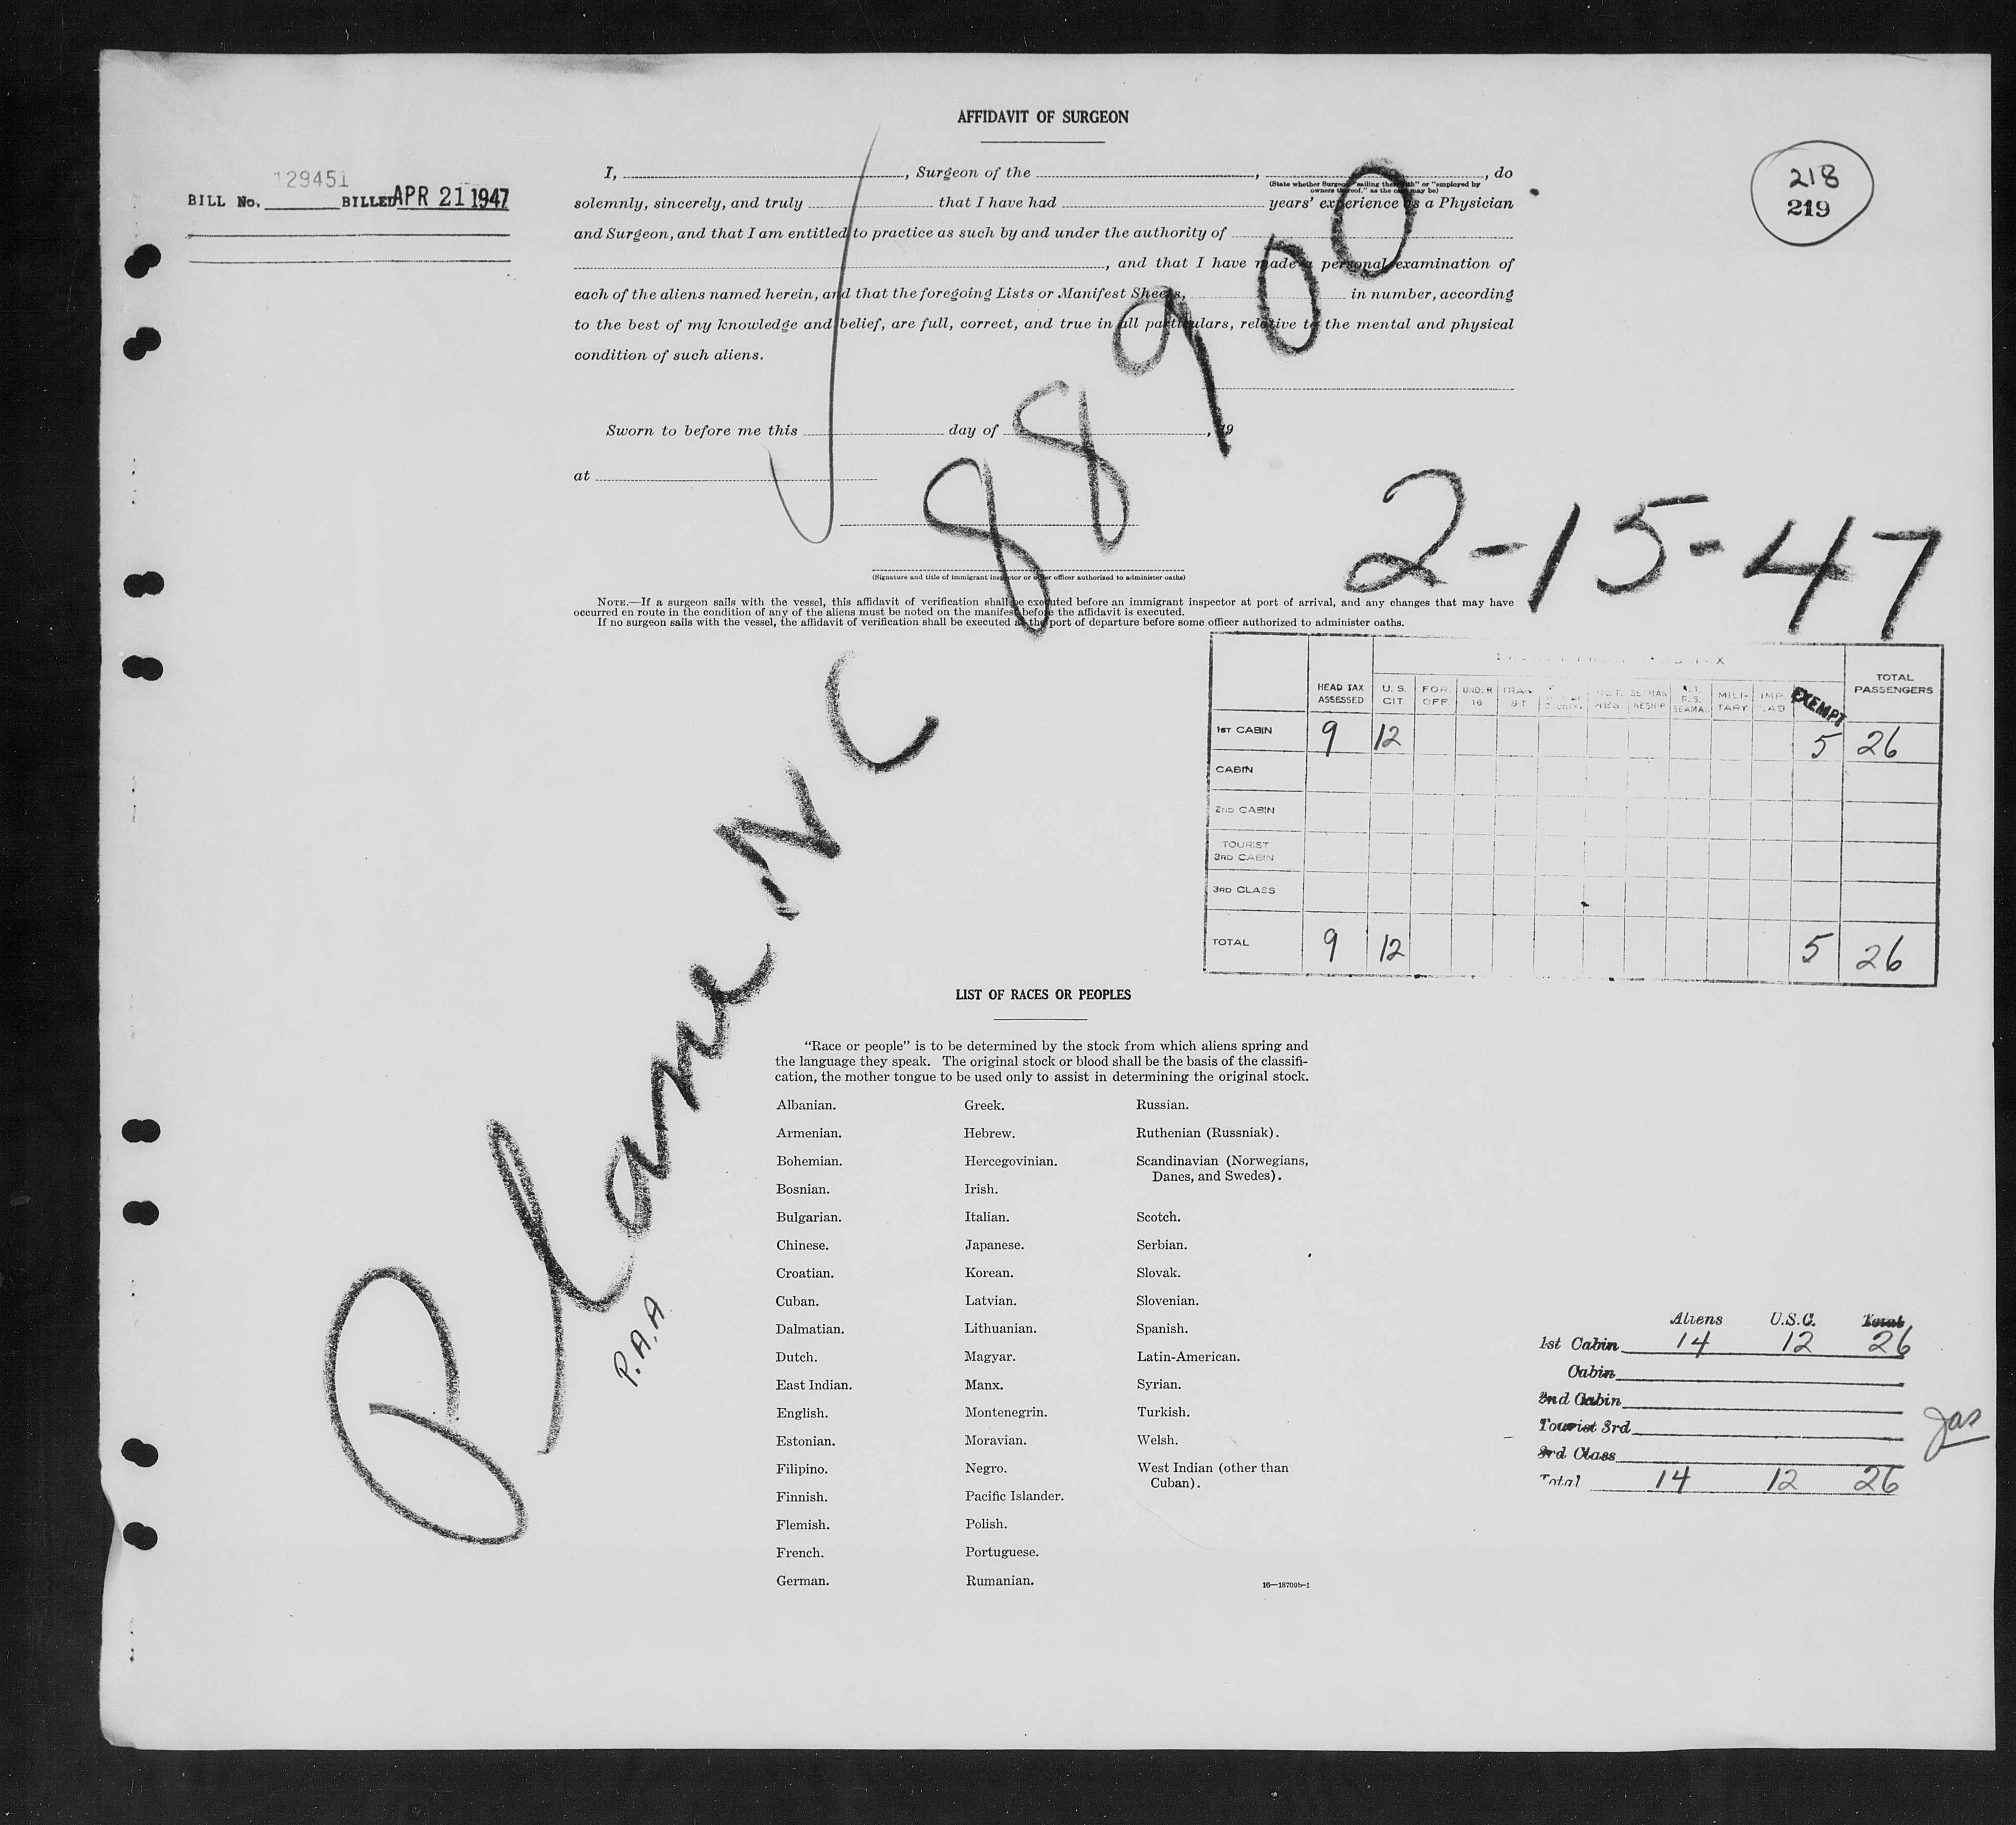 AFFIDAVIT OF SURGEON
218
219
129451
BILL No. BILLED APR 21 1947
I, , Surgeon of the , , do
(State whether Surgeon "sailing therewith" or "employed by
owners thereof," as the case may be)
solemnly, sincerely, and truly that I have had years' experience as a Physician
and Surgeon, and that I am entitled to practice as such by and under the authority of
, and that I have made a personal examination of
each of the aliens named herein, and that the foregoing Lists or Manifest Sheets, in number, according
to the best of my knowledge and belief, are full, correct, and true in all particulars, relative to the mental and physical
condition of such aliens.
Sworn to before me this day of , 19
at
(Signature and title of immigrant inspector or other officer authorized to administer oaths)
NOTE.—If a surgeon sails with the vessel, this affidavit of verification shall be executed before an immigrant inspector at port of arrival, and any changes that may have
occurred en route in the condition of any of the aliens must be noted on the manifest before the affidavit is executed.
If no surgeon sails with the vessel, the affidavit of verification shall be executed at the port of departure before some officer authorized to administer oaths.
Plane NC 88900
P.A.A
2-15-47
HEAD TAX ASSESSED U. S. CIT. FOR. OFF. UNDER 16 MILI-TARY EXEMPT TOTAL PASSENGERS
1ST CABIN 9 12 5 26
CABIN
2ND CABIN
TOURIST
3RD CABIN
3RD CLASS
TOTAL 9 12 5 26
LIST OF RACES OR PEOPLES
"Race or people" is to be determined by the stock from which aliens spring and
the language they speak. The original stock or blood shall be the basis of the classifi-
cation, the mother tongue to be used only to assist in determining the original stock.
Albanian. Greek. Russian.
Armenian. Hebrew. Ruthenian (Russniak).
Bohemian. Hercegovinian. Scandinavian (Norwegians,
Danes, and Swedes).
Bosnian. Irish.
Bulgarian. Italian. Scotch.
Chinese. Japanese. Serbian.
Croatian. Korean. Slovak.
Cuban. Latvian. Slovenian.
Dalmatian. Lithuanian. Spanish.
Dutch. Magyar. Latin-American.
East Indian. Manx. Syrian.
English. Montenegrin. Turkish.
Estonian. Moravian. Welsh.
Filipino. Negro. West Indian (other than
Cuban).
Finnish. Pacific Islander.
Flemish. Polish.
French. Portuguese.
German. Rumanian.
16—18709b-1
Aliens U.S.C. Total
1st Cabin 14 12 26
Cabin
2nd Cabin
Tourist 3rd
3rd Class
Total 14 12 26